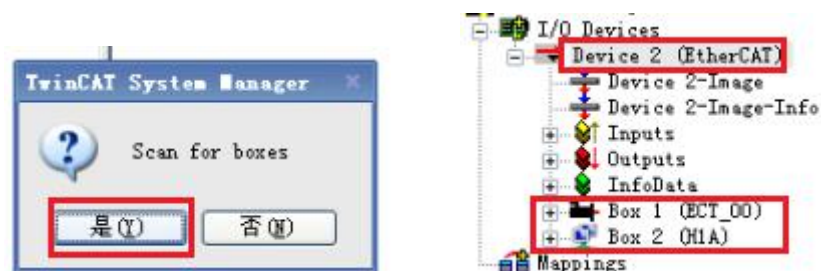 TwinCAT System Manager
Scan for boxes
是(Y)
否(N)
I/O Devices
Device 2 (EtherCAT)
Device 2-Image
Device 2-Image-Info
Inputs
Outputs
InfoData
Box 1 (ECT_00)
Box 2 (H1A)
Mappings